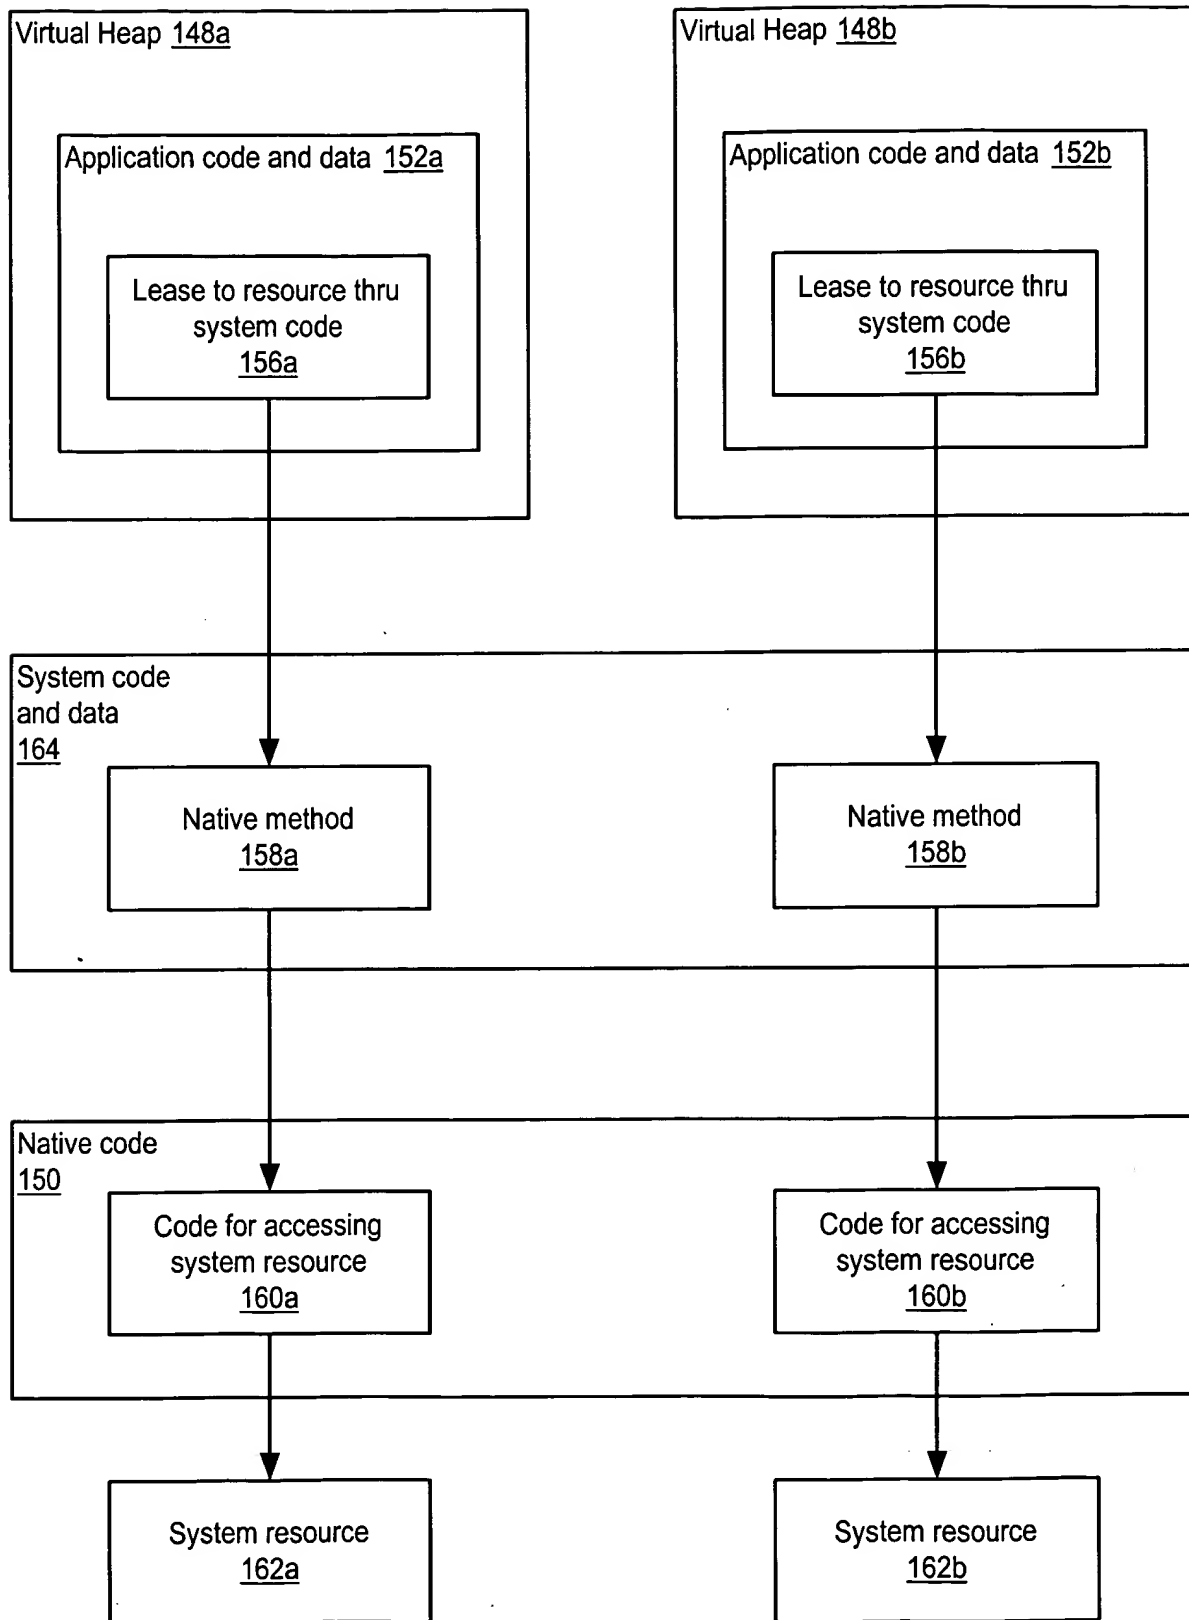 Virtual Heap 148a
Application code and data 152a
Lease to resource thru
system code
156a
Virtual Heap 148b
Application code and data 152b
Lease to resource thru
system code
156b
System code
and data
164
Native method
158a
Native method
158b
Native code
150
Code for accessing
system resource
160a
Code for accessing
system resource
160b
System resource
162a
System resource
162b